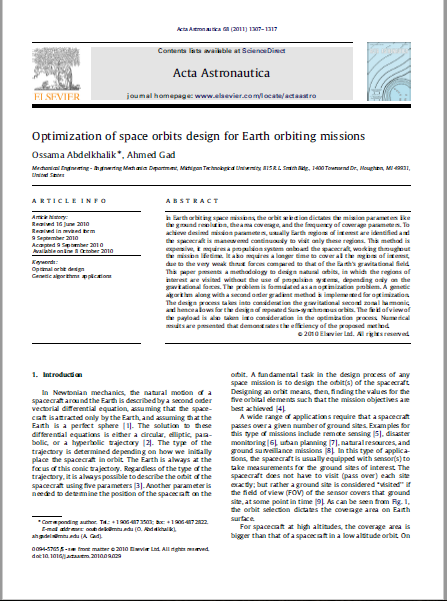 Acta Astronautica 68 (2011) 1307–1317
Contents lists available at ScienceDirect
Acta Astronautica
ELSEVIER
journal homepage: www.elsevier.com/locate/actaastro
Optimization of space orbits design for Earth orbiting missions
Ossama Abdelkhalik*, Ahmed Gad
Mechanical Engineering - Engineering Mechanics Department, Michigan Technological University, 815 R.L. Smith Bldg., 1400 Townsend Dr., Houghton, MI 49931,
United States
ARTICLE INFO
Article history:
Received 16 June 2010
Received in revised form
9 September 2010
Accepted 9 September 2010
Available online 8 October 2010
Keywords:
Optimal orbit design
Genetic algorithms applications
ABSTRACT
In Earth orbiting space missions, the orbit selection dictates the mission parameters like
the ground resolution, the area coverage, and the frequency of coverage parameters. To
achieve desired mission parameters, usually Earth regions of interest are identified and
the spacecraft is maneuvered continuously to visit only these regions. This method is
expensive, it requires a propulsion system onboard the spacecraft, working throughout
the mission lifetime. It also requires a longer time to cover all the regions of interest,
due to the very weak thrust forces compared to that of the Earth's gravitational field.
This paper presents a methodology to design natural orbits, in which the regions of
interest are visited without the use of propulsion systems, depending only on the
gravitational forces. The problem is formulated as an optimization problem. A genetic
algorithm along with a second order gradient method is implemented for optimization.
The design process takes into consideration the gravitational second zonal harmonic,
and hence allows for the design of repeated Sun-synchronous orbits. The field of view of
the payload is also taken into consideration in the optimization process. Numerical
results are presented that demonstrates the efficiency of the proposed method.
© 2010 Elsevier Ltd. All rights reserved.
1. Introduction
In Newtonian mechanics, the natural motion of a
spacecraft around the Earth is described by a second order
vectorial differential equation, assuming that the space-
craft is attracted only by the Earth, and assuming that the
Earth is a perfect sphere [1]. The solution to these
differential equations is either a circular, elliptic, para-
bolic, or a hyperbolic trajectory [2]. The type of the
trajectory is determined depending on how we initially
place the spacecraft in orbit. The Earth is always at the
focus of this conic trajectory. Regardless of the type of the
trajectory, it is always possible to describe the orbit of the
spacecraft using five parameters [3]. Another parameter is
needed to determine the position of the spacecraft on the
* Corresponding author. Tel.: +1 906 487 3503; fax: +1 906 487 2822.
E-mail addresses: ooabdelk@mtu.edu (O. Abdelkhalik),
ahgadels@mtu.edu (A. Gad).
0094-5765/$ - see front matter © 2010 Elsevier Ltd. All rights reserved.
doi:10.1016/j.actaastro.2010.09.029
orbit. A fundamental task in the design process of any
space mission is to design the orbit(s) of the spacecraft.
Designing an orbit means, then, finding the values for the
five orbital elements such that the mission objectives are
best achieved [4].
A wide range of applications require that a spacecraft
passes over a given number of ground sites. Examples for
this type of missions include remote sensing [5], disaster
monitoring [6], urban planning [7], natural resources, and
ground surveillance missions [8]. In this type of applica-
tions, the spacecraft is usually equipped with sensor(s) to
take measurements for the ground sites of interest. The
spacecraft does not have to visit (pass over) each site
exactly; but rather a ground site is considered "visited" if
the field of view (FOV) of the sensor covers that ground
site, at some point in time [9]. As can be seen from Fig. 1,
the orbit selection dictates the coverage area on Earth
surface.
For spacecraft at high altitudes, the coverage area is
bigger than that of a spacecraft in a low altitude orbit. On